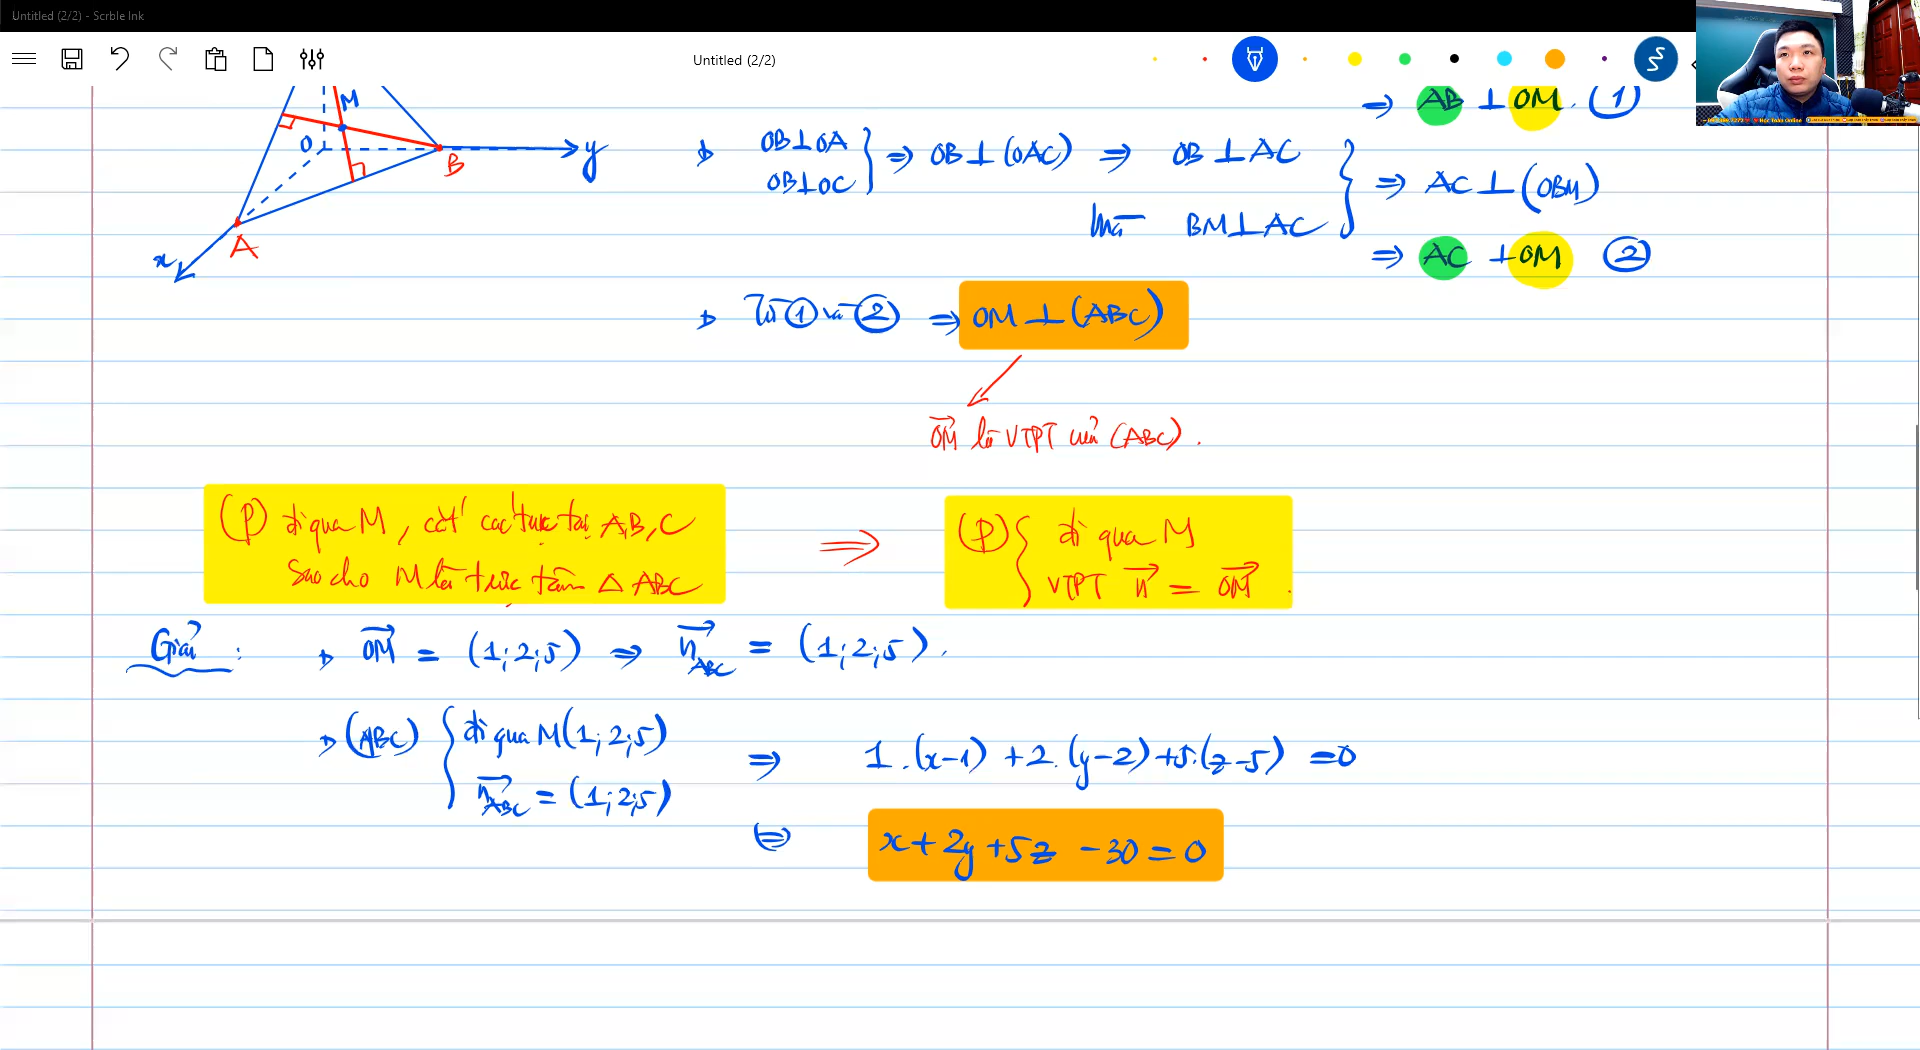 Untitled (2/2) - Scrble Ink
Untitled (2/2)
⇒ AB ⊥ OM. (1)
M
O
B
y
A
x
OB⊥OA
OB⊥OC } ⇒ OB⊥(OAC) ⇒ OB⊥AC
mà BM⊥AC } ⇒ AC⊥(OBM)
⇒ AC ⊥OM ②
Từ ① và ② ⇒ OM⊥(ABC)
OM là VTPT của (ABC).
(P) đi qua M, cắt các trục tại A,B,C
sao cho M là trực tâm △ABC
⇒
(P) { đi qua M
VTPT n = OM.
Giải:
OM = (1;2;5) ⇒ n ABC = (1;2;5).
(ABC) { đi qua M(1;2;5)
n ABC = (1;2;5)
⇒ 1.(x-1) +2.(y-2)+5.(z-5) =0
⇔ x+2y+5z -30=0